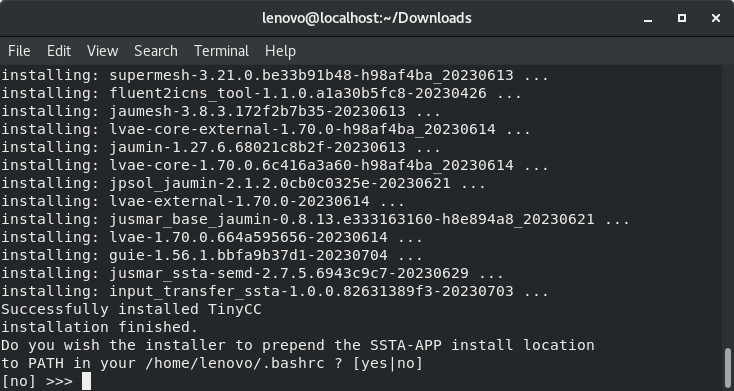 lenovo@localhost:~/Downloads
File Edit View Search Terminal Help
installing: supermesh-3.21.0.be33b91b48-h98af4ba_20230613 ...
installing: fluent2icns_tool-1.1.0.a1a30b5fc8-20230426 ...
installing: jaumesh-3.8.3.172f2b7b35-20230613 ...
installing: lvae-core-external-1.70.0-h98af4ba_20230614 ...
installing: jaumin-1.27.6.68021c8b2f-20230613 ...
installing: lvae-core-1.70.0.6c416a3a60-h98af4ba_20230614 ...
installing: jpsol_jaumin-2.1.2.0cb0c0325e-20230621 ...
installing: lvae-external-1.70.0-20230614 ...
installing: jusmar_base_jaumin-0.8.13.e333163160-h8e894a8_20230621 ...
installing: lvae-1.70.0.664a595656-20230614 ...
installing: guie-1.56.1.bbfa9b37d1-20230704 ...
installing: jusmar_ssta-semd-2.7.5.6943c9c7-20230629 ...
installing: input_transfer_ssta-1.0.0.82631389f3-20230703 ...
Successfully installed TinyCC
installation finished.
Do you wish the installer to prepend the SSTA-APP install location
to PATH in your /home/lenovo/.bashrc ? [yes|no]
[no] >>>